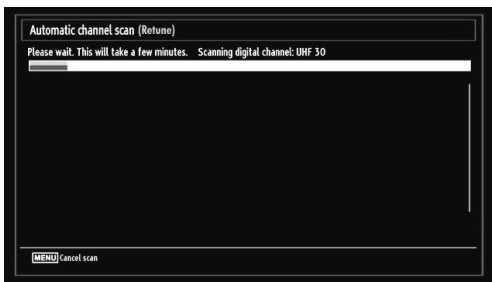 Automatic channel scan (Retune)
Please wait. This will take a few minutes. Scanning digital channel: UHF 30
MENU Cancel scan